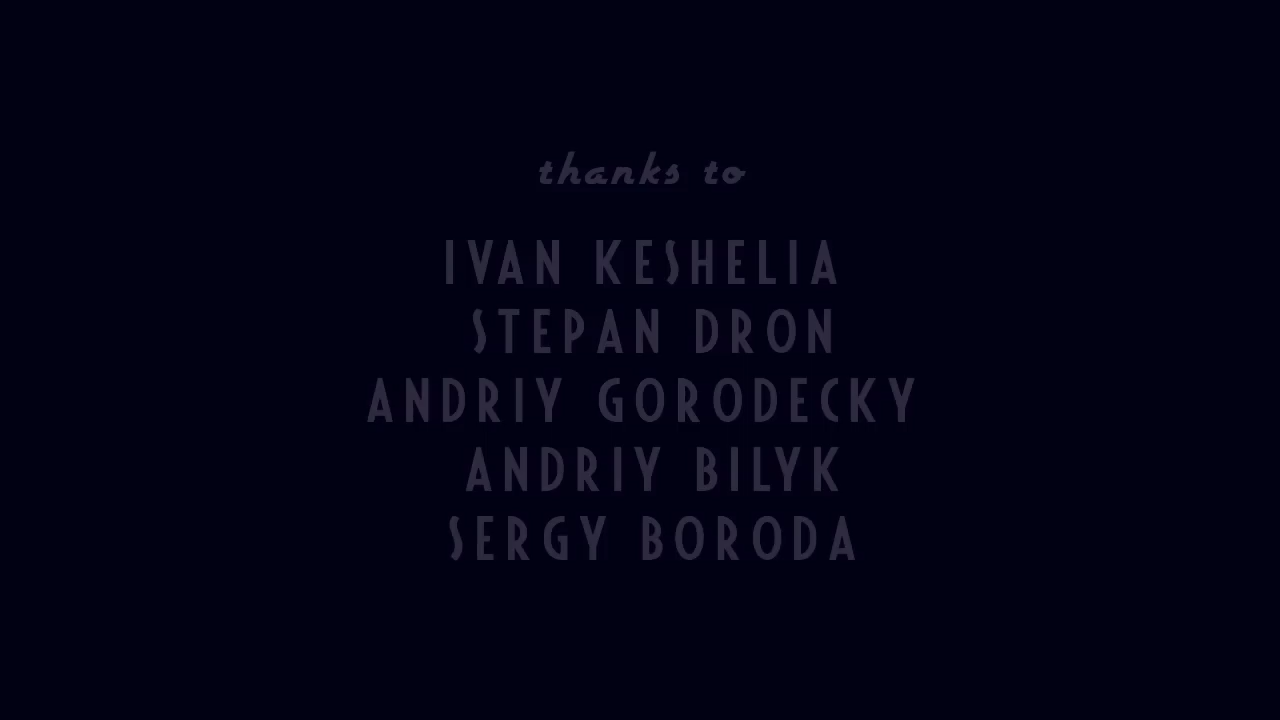 thanks to
IVAN KESHELIA
STEPAN DRON
ANDRIY GORODECKY
ANDRIY BILYK
SERGY BORODA